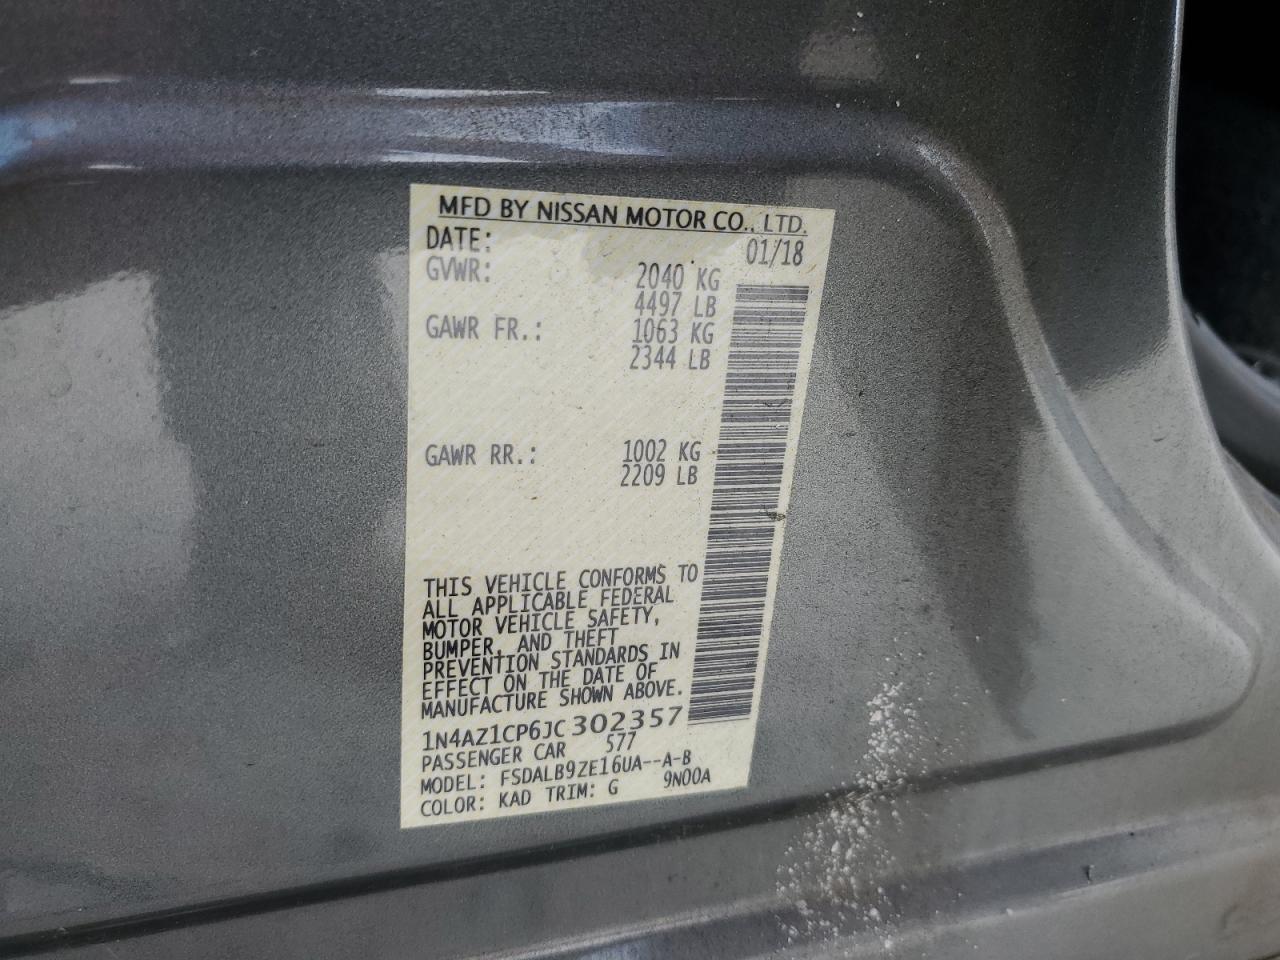 MFD BY NISSAN MOTOR CO., LTD.
DATE: 01/18
GVWR: 2040 KG
4497 LB
GAWR FR.: 1063 KG
2344 LB
GAWR RR.: 1002 KG
2209 LB
THIS VEHICLE CONFORMS TO
ALL APPLICABLE FEDERAL
MOTOR VEHICLE SAFETY,
BUMPER, AND THEFT
PREVENTION STANDARDS IN
EFFECT ON THE DATE OF
MANUFACTURE SHOWN ABOVE.
1N4AZ1CP6JC302357
PASSENGER CAR 577
MODEL: FSDALB9ZE16UA--A-B
COLOR: KAD TRIM: G 9N00A